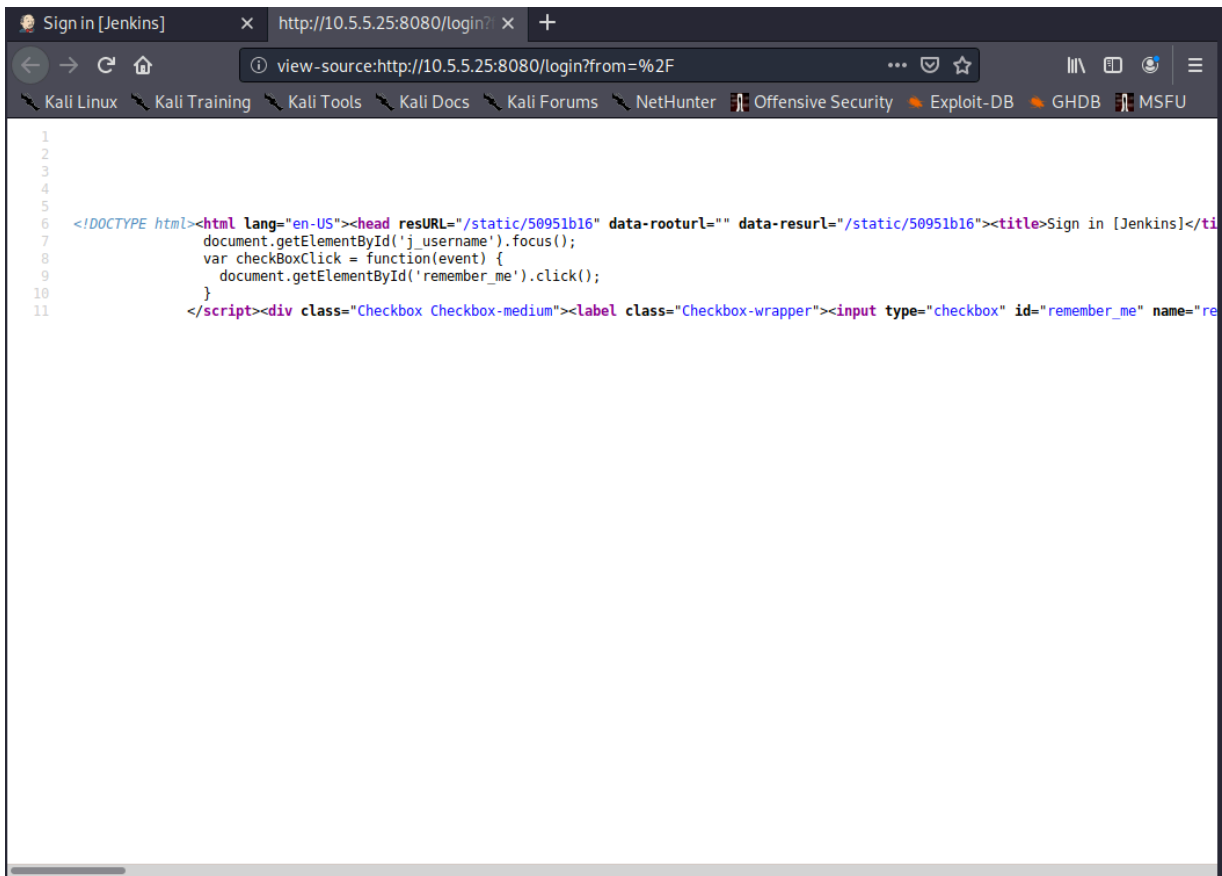 Sign in [Jenkins]
http://10.5.5.25:8080/login?
view-source:http://10.5.5.25:8080/login?from=%2F
Kali Linux Kali Training Kali Tools Kali Docs Kali Forums NetHunter Offensive Security Exploit-DB GHDB MSFU
1
2
3
4
5
6 <!DOCTYPE html><html lang="en-US"><head resURL="/static/50951b16" data-rooturl="" data-resurl="/static/50951b16"><title>Sign in [Jenkins]</ti
7 document.getElementById('j_username').focus();
8 var checkBoxClick = function(event) {
9 document.getElementById('remember_me').click();
10 }
11 </script><div class="Checkbox Checkbox-medium"><label class="Checkbox-wrapper"><input type="checkbox" id="remember_me" name="re